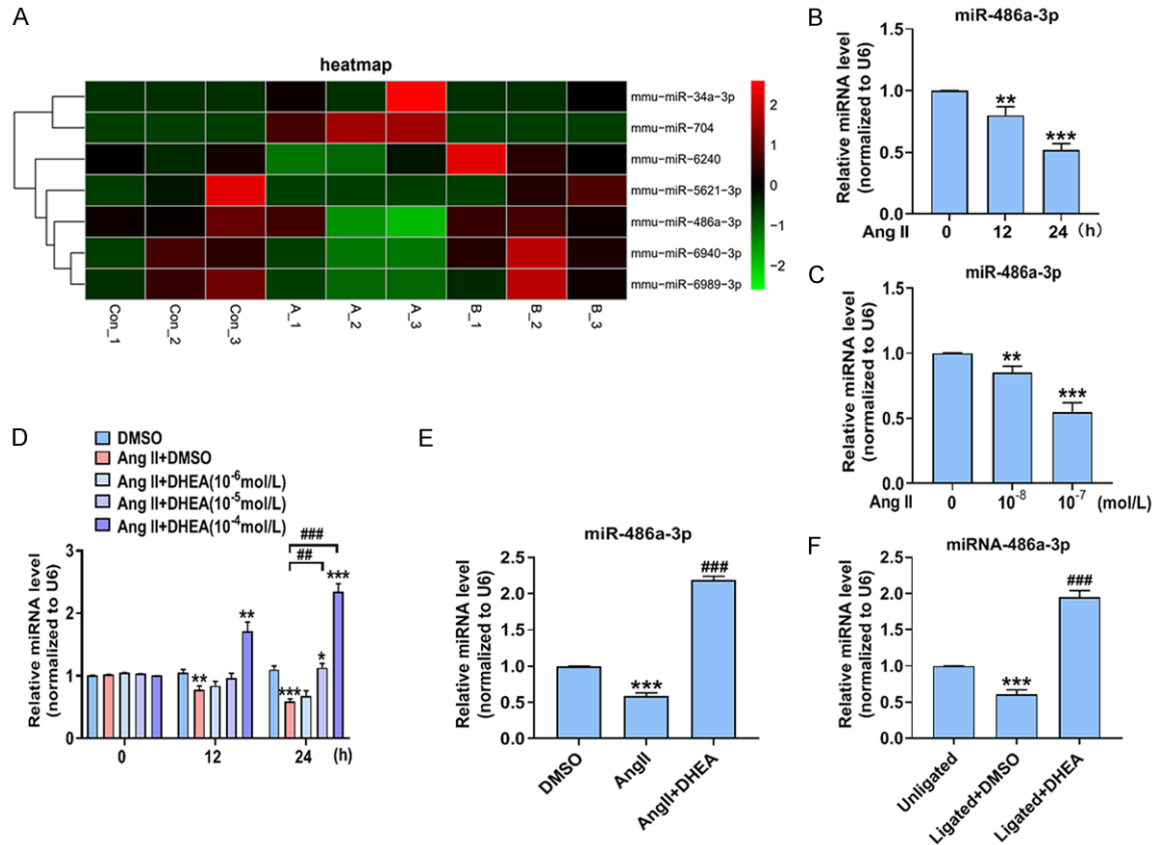 A
heatmap
mmu-miR-34a-3p
mmu-miR-704
mmu-miR-6240
mmu-miR-5621-3p
mmu-miR-486a-3p
mmu-miR-6940-3p
mmu-miR-6989-3p
2
1
0
-1
-2
Con_1
Con_2
Con_3
A_1
A_2
A_3
B_1
B_2
B_3
B
miR-486a-3p
Relative miRNA level
(normalized to U6)
1.5
1.0
0.5
0.0
**
***
Ang II 0 12 24 (h)
C
miR-486a-3p
Relative miRNA level
(normalized to U6)
1.5
1.0
0.5
0.0
**
***
Ang II 0 10⁻⁸ 10⁻⁷ (mol/L)
D
DMSO
Ang II+DMSO
Ang II+DHEA(10⁻⁶mol/L)
Ang II+DHEA(10⁻⁵mol/L)
Ang II+DHEA(10⁻⁴mol/L)
Relative miRNA level
(normalized to U6)
3
2
1
0
###
##
***
**
**
*
***
0 12 24 (h)
E
miR-486a-3p
Relative miRNA level
(normalized to U6)
2.5
2.0
1.5
1.0
0.5
0.0
***
###
DMSO
AngII
AngII+DHEA
F
miRNA-486a-3p
Relative miRNA level
(normalized to U6)
2.5
2.0
1.5
1.0
0.5
0.0
***
###
Unligated
Ligated+DMSO
Ligated+DHEA